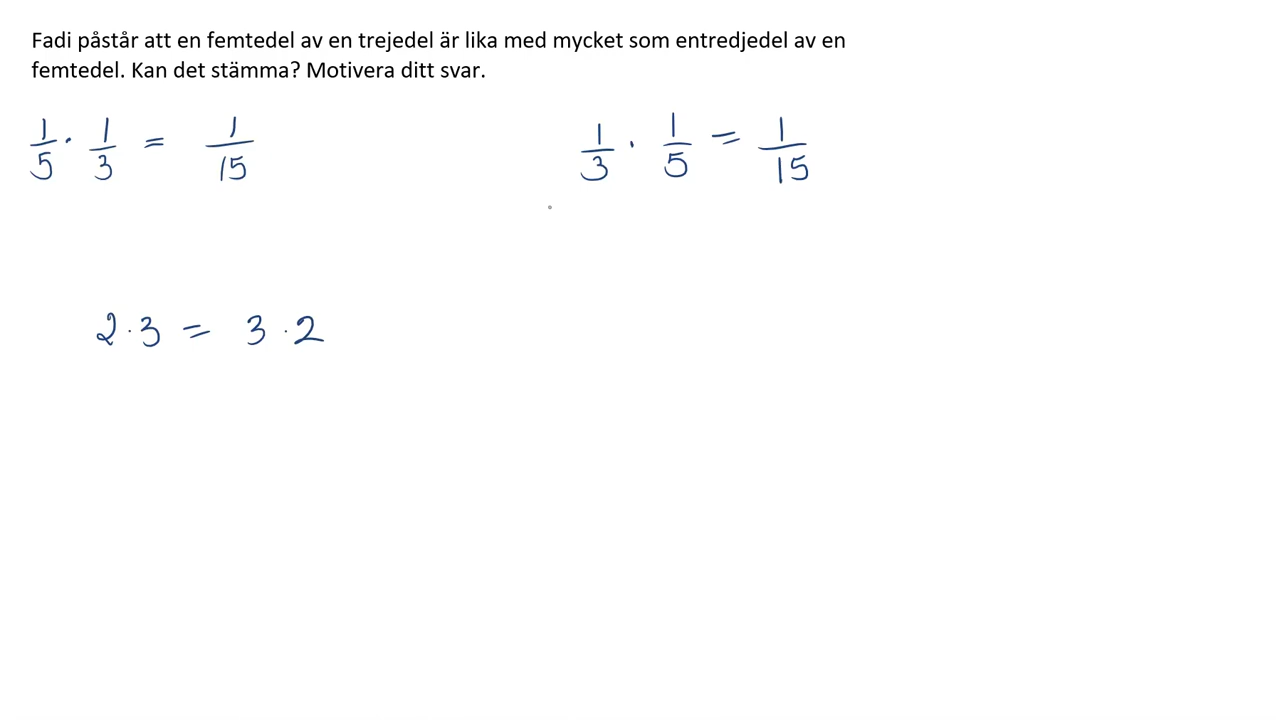 Fadi påstår att en femtedel av en trejedel är lika med mycket som entredjedel av en
femtedel. Kan det stämma? Motivera ditt svar.
1/5 · 1/3 = 1/15
1/3 · 1/5 = 1/15
2 · 3 = 3 · 2